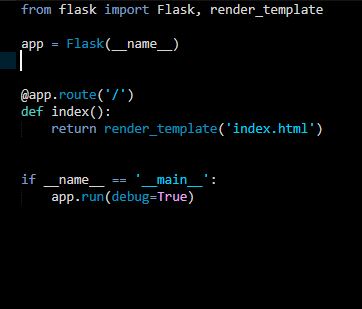 from flask import Flask, render_template
app = Flask(__name__)
@app.route('/')
def index():
    return render_template('index.html')
if __name__ == '__main__':
    app.run(debug=True)